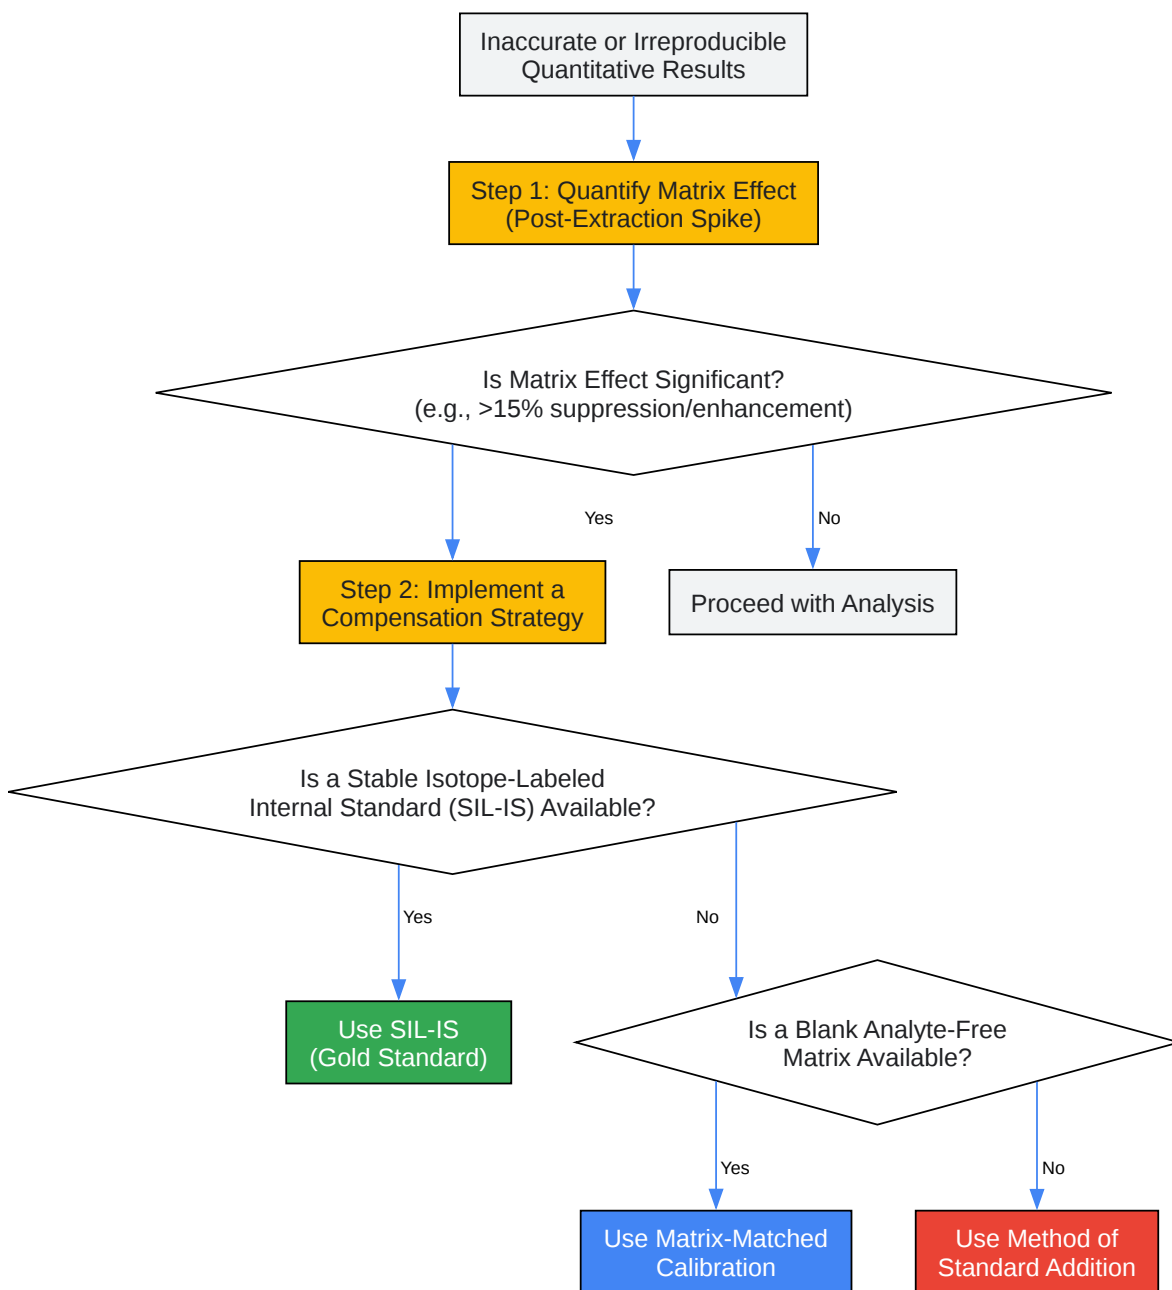 Inaccurate or Irreproducible
Quantitative Results
Step 1: Quantify Matrix Effect
(Post-Extraction Spike)
Is Matrix Effect Significant?
(e.g., >15% suppression/enhancement)
Yes
No
Step 2: Implement a
Compensation Strategy
Proceed with Analysis
Is a Stable Isotope-Labeled
Internal Standard (SIL-IS) Available?
Yes
No
Use SIL-IS
(Gold Standard)
Is a Blank Analyte-Free
Matrix Available?
Yes
No
Use Matrix-Matched
Calibration
Use Method of
Standard Addition